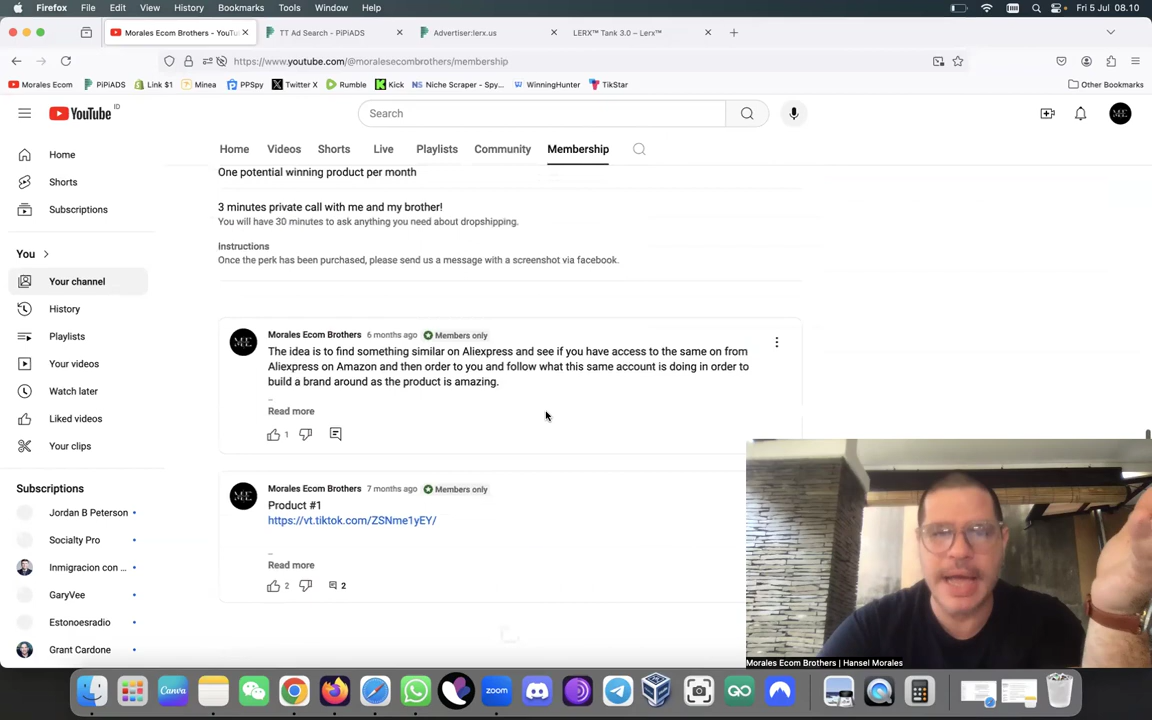 Firefox File Edit View History Bookmarks Tools Window Help Fri 5 Jul 08.10
Morales Ecom Brothers - YouTu
TT Ad Search - PiPiADS
Advertiser:lerx.us
LERX™ Tank 3.0 – Lerx™
https://www.youtube.com/@moralesecombrothers/membership
Morales Ecom PiPiADS Link $1 Minea PPSpy Twitter X Rumble Kick Niche Scraper - Spy... WinningHunter TikStar Other Bookmarks
YouTube ID
Search
Home Videos Shorts Live Playlists Community Membership
Home
Shorts
Subscriptions
You
Your channel
History
Playlists
Your videos
Watch later
Liked videos
Your clips
Subscriptions
Jordan B Peterson
Socialty Pro
Inmigracion con ...
GaryVee
Estonoesradio
Grant Cardone
One potential winning product per month
3 minutes private call with me and my brother!
You will have 30 minutes to ask anything you need about dropshipping.
Instructions
Once the perk has been purchased, please send us a message with a screenshot via facebook.
Morales Ecom Brothers 6 months ago Members only
The idea is to find something similar on Aliexpress and see if you have access to the same on from
Aliexpress on Amazon and then order to you and follow what this same account is doing in order to
build a brand around as the product is amazing.
Read more
1
Morales Ecom Brothers 7 months ago Members only
Product #1
https://vt.tiktok.com/ZSNme1yEY/
Read more
2 2
Morales Ecom Brothers | Hansel Morales
Canva
zoom
GO